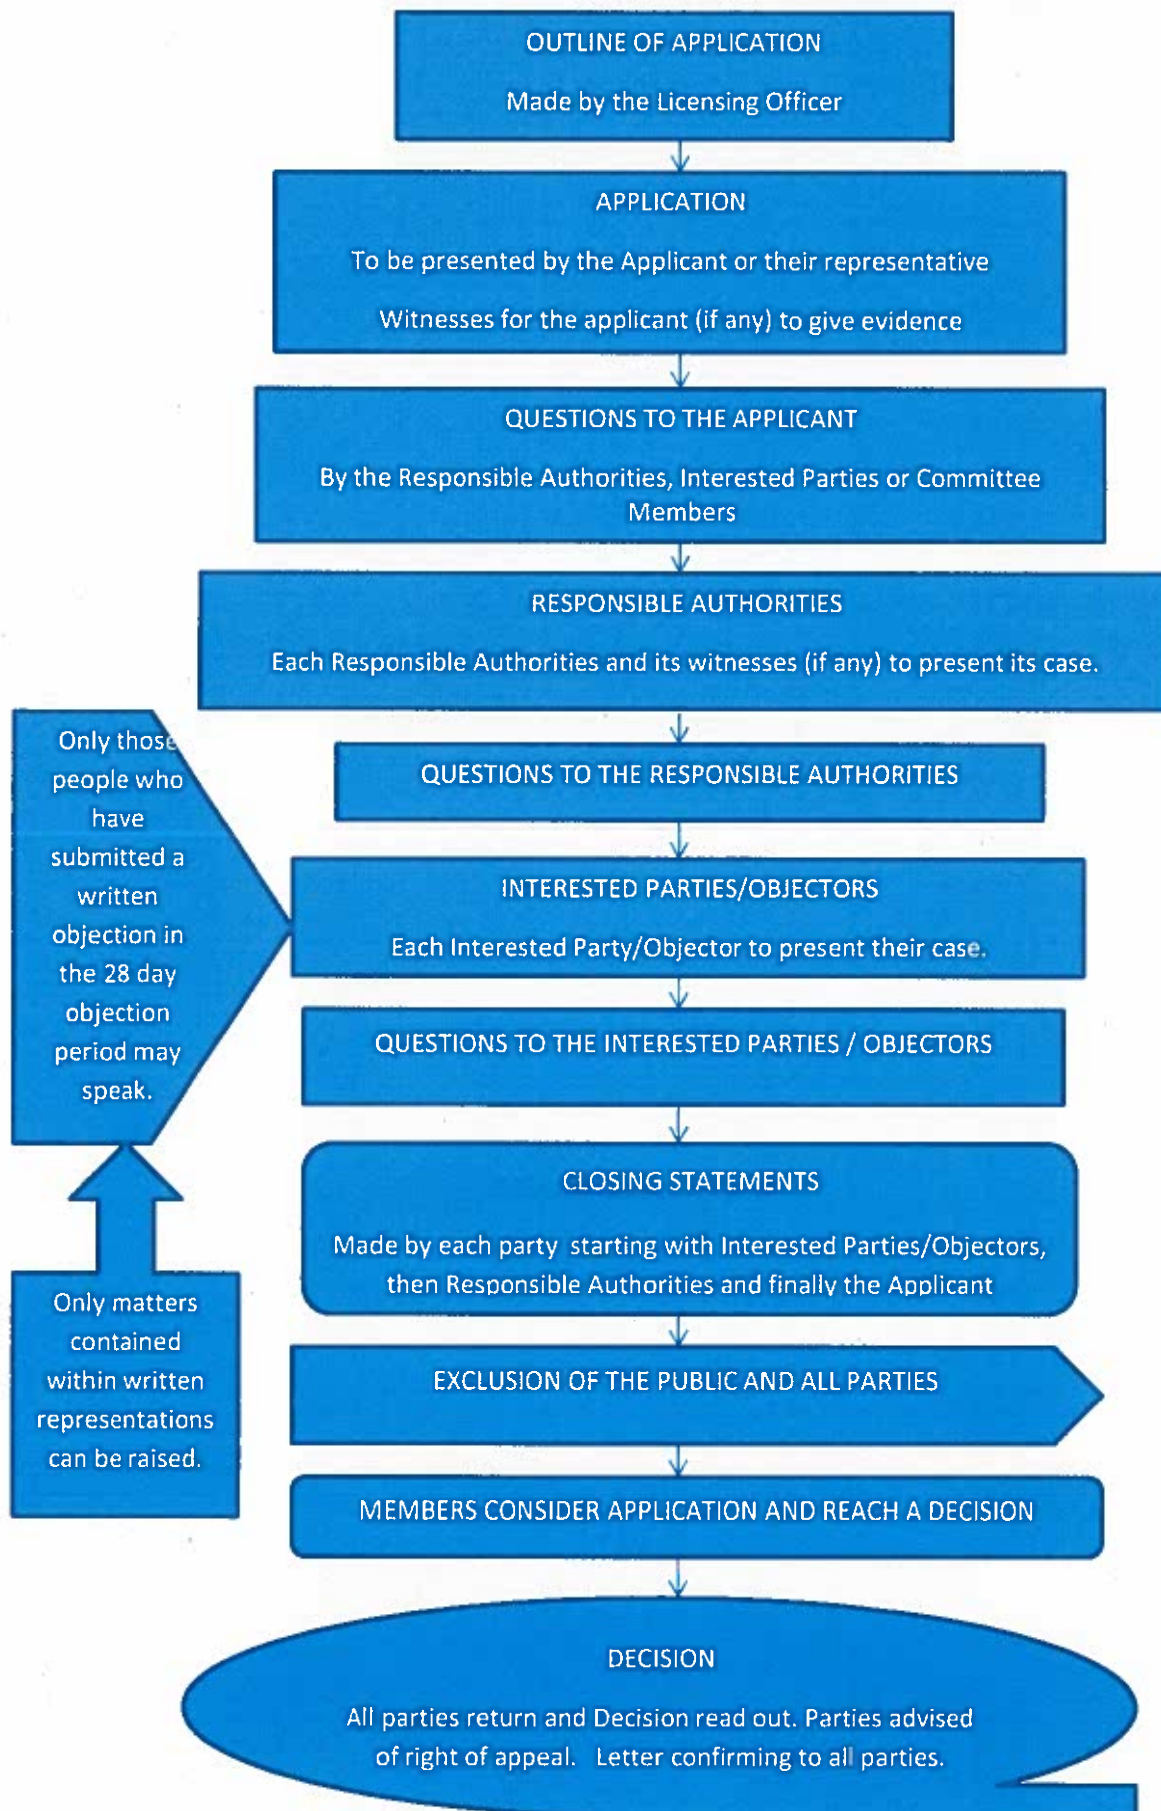 OUTLINE OF APPLICATION
Made by the Licensing Officer
APPLICATION
To be presented by the Applicant or their representative
Witnesses for the applicant (if any) to give evidence
QUESTIONS TO THE APPLICANT
By the Responsible Authorities, Interested Parties or Committee
Members
RESPONSIBLE AUTHORITIES
Each Responsible Authorities and its witnesses (if any) to present its case.
QUESTIONS TO THE RESPONSIBLE AUTHORITIES
Only those
people who
have
submitted a
written
objection in
the 28 day
objection
period may
speak.
INTERESTED PARTIES/OBJECTORS
Each Interested Party/Objector to present their case.
QUESTIONS TO THE INTERESTED PARTIES / OBJECTORS
Only matters
contained
within written
representations
can be raised.
CLOSING STATEMENTS
Made by each party starting with Interested Parties/Objectors,
then Responsible Authorities and finally the Applicant
EXCLUSION OF THE PUBLIC AND ALL PARTIES
MEMBERS CONSIDER APPLICATION AND REACH A DECISION
DECISION
All parties return and Decision read out. Parties advised
of right of appeal. Letter confirming to all parties.